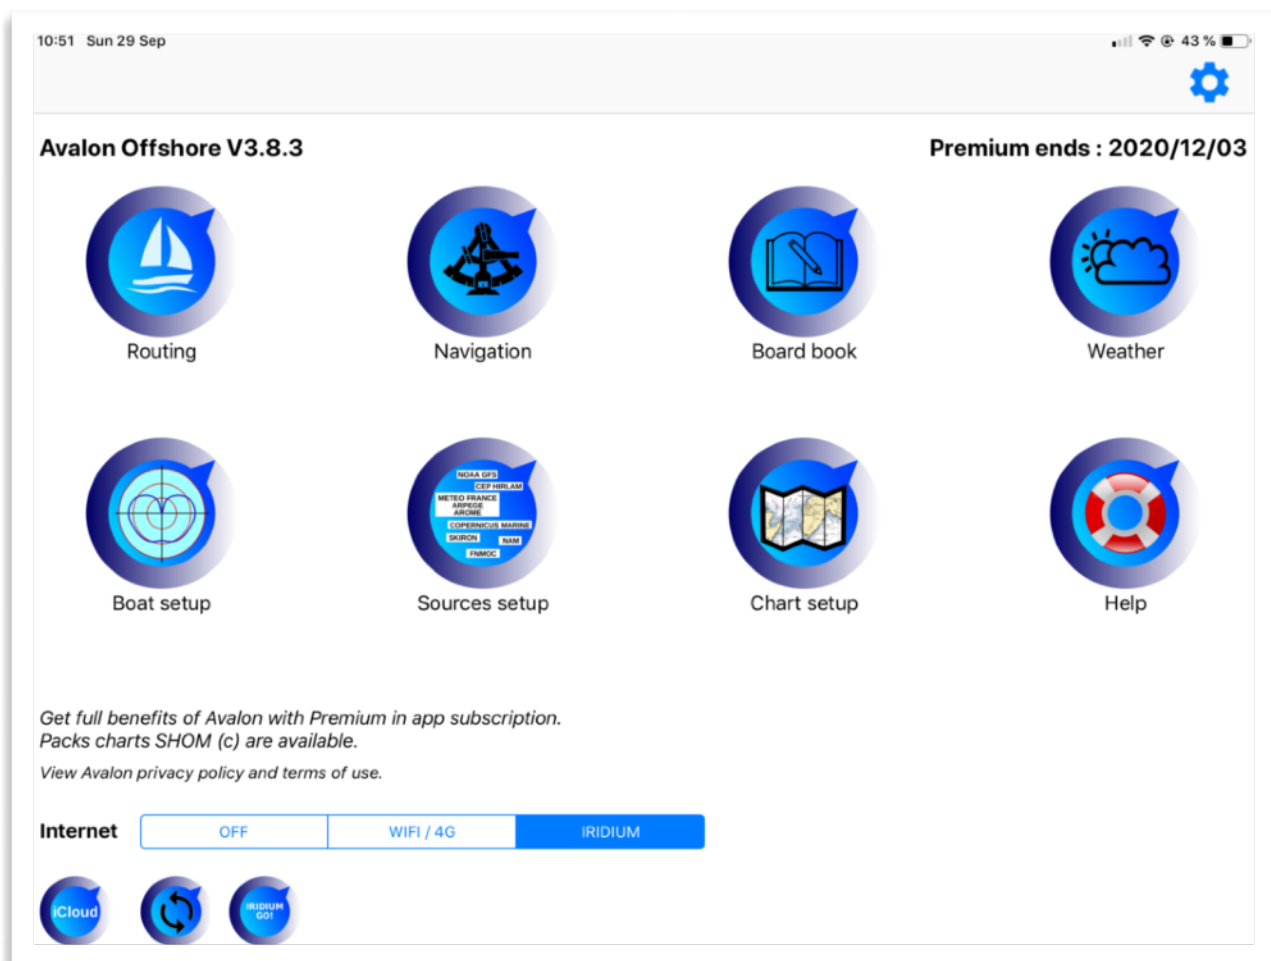 10:51 Sun 29 Sep
43 %
Avalon Offshore V3.8.3
Premium ends : 2020/12/03
Routing
Navigation
Board book
Weather
NOAA GFS
CEP HIRLAM
METEO FRANCE
ARPEGE
AROME
COPERNICUS MARINE
SKIRON
NAM
FNMOC
Boat setup
Sources setup
Chart setup
Help
Get full benefits of Avalon with Premium in app subscription.
Packs charts SHOM (c) are available.
View Avalon privacy policy and terms of use.
Internet
OFF
WIFI / 4G
IRIDIUM
iCloud
IRIDIUM
GO!